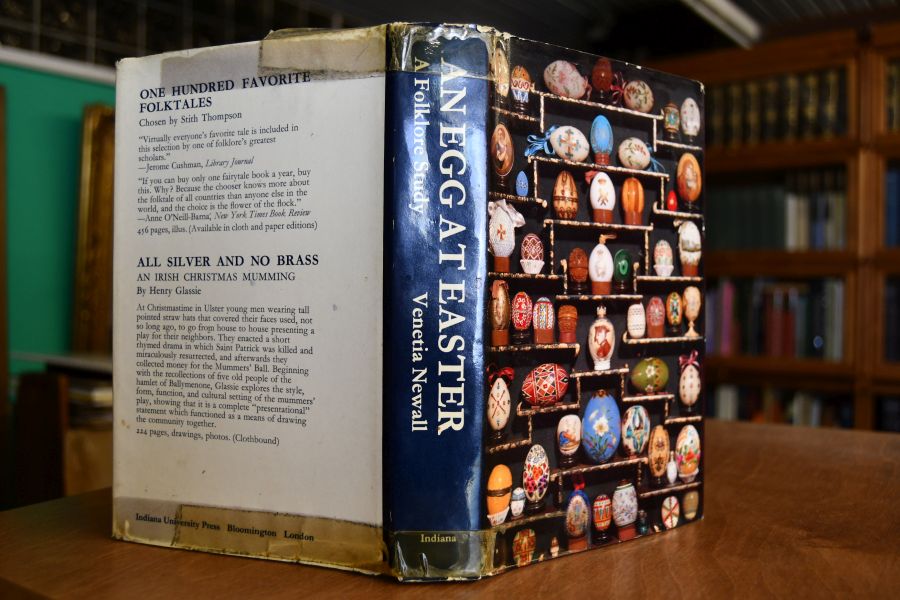 ONE HUNDRED FAVORITE
FOLKTALES
Chosen by Stith Thompson
"Virtually everyone's favorite tale is included in
this selection by one of folklore's greatest
scholars."
—Jerome Cushman, Library Journal
"If you can buy only one fairytale book a year, buy
this. Why? Because the chooser knows more about
the folktale of all countries than anyone else in the
world, and the choice is the flower of the flock."
—Anne O'Neill-Barna, New York Times Book Review
456 pages, illus. (Available in cloth and paper editions)
ALL SILVER AND NO BRASS
AN IRISH CHRISTMAS MUMMING
By Henry Glassie
At Christmastime in Ulster young men wearing tall
pointed straw hats that covered their faces used, not
so long ago, to go from house to house presenting a
play for their neighbors. They enacted a short
rhymed drama in which Saint Patrick was killed and
miraculously resurrected, and afterwards they
collected money for the Mummers' Ball. Beginning
with the recollections of five old people of the
hamlet of Ballymenone, Glassie explores the style,
form, function, and cultural setting of the mummers'
play, showing that it is a complete "presentational"
statement which functioned as a means of drawing
the community together.
224 pages, drawings, photos. (Clothbound)
Indiana University Press Bloomington London
AN EGG AT EASTER
A Folklore Study
Venetia Newall
Indiana